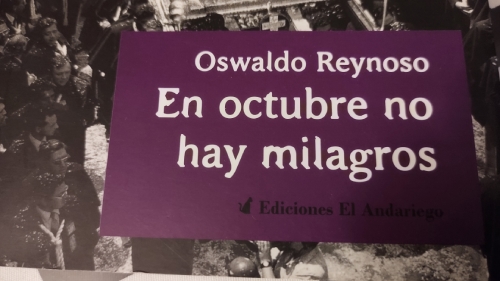 Oswaldo Reynoso
En octubre no
hay milagros
Ediciones El Andariego